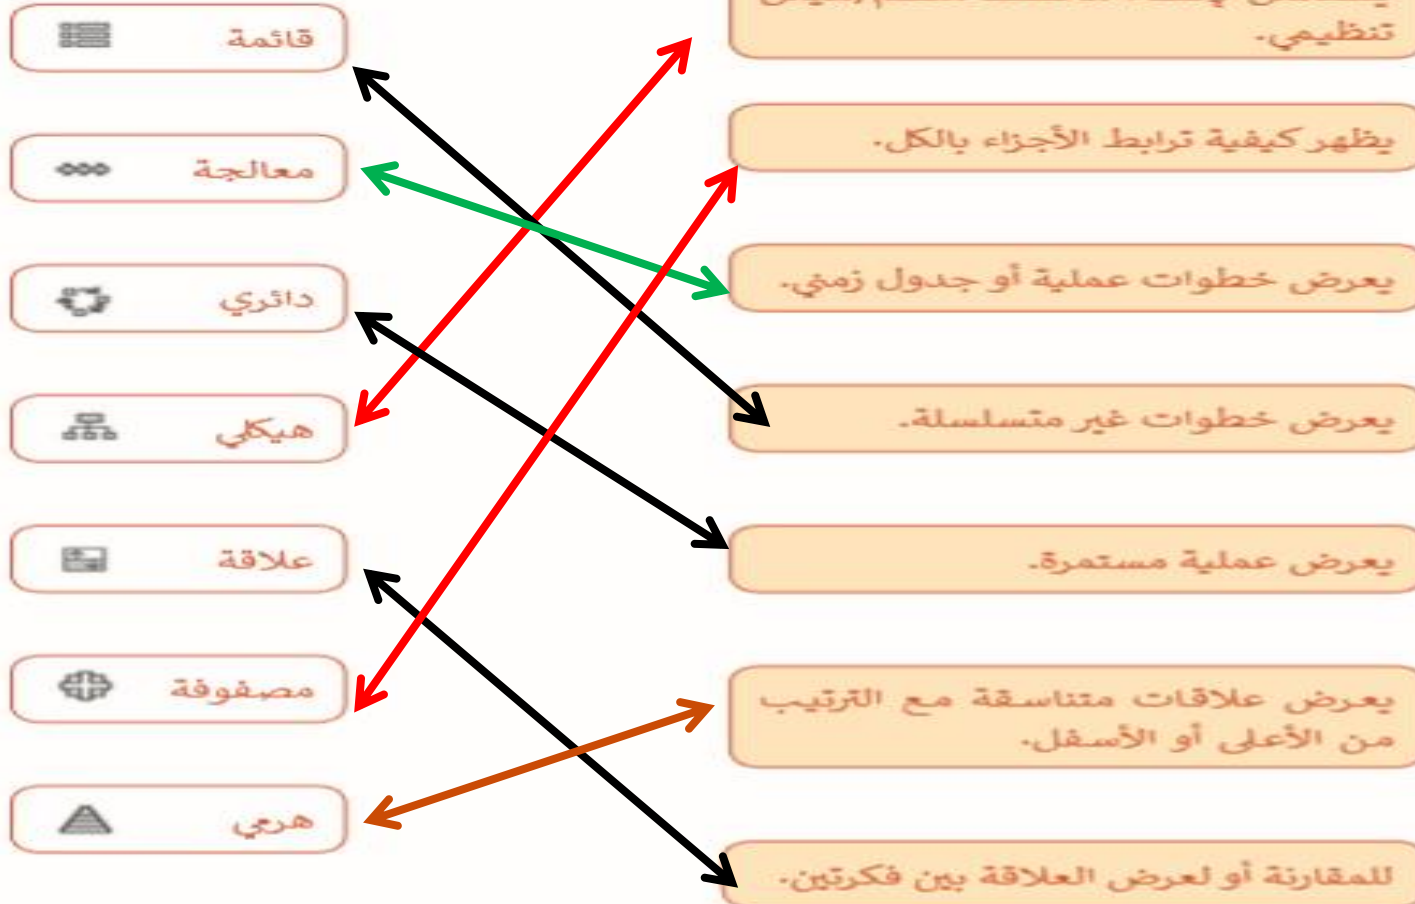 تنظيمي.
يظهر كيفية ترابط الأجزاء بالكل.
يعرض خطوات عملية أو جدول زمني.
يعرض خطوات غير متسلسلة.
يعرض عملية مستمرة.
يعرض علاقات متناسقة مع الترتيب
من الأعلى أو الأسفل.
للمقارنة أو لعرض العلاقة بين فكرتين.
قائمة
معالجة
دائري
هيكلي
علاقة
مصفوفة
هرمي